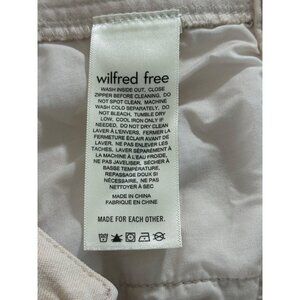 wilfred free
WASH INSIDE OUT, CLOSE
ZIPPER BEFORE CLEANING, DO
NOT SPOT CLEAN, MACHINE
WASH COLD SEPARATELY, DO
NOT BLEACH, TUMBLE DRY
LOW, COOL IRON ONLY IF
NEEDED, DO NOT DRY CLEAN
LAVER À L'ENVERS, FERMER LA
FERMETURE ÉCLAIR AVANT DU
LAVAGE, NE PAS ENLEVER LES
TACHES, LAVER SÉPARÉMENT À
LA MACHINE À L'EAU FROIDE,
NE PAS JAVELISER, SÉCHER À
BASSE TEMPÉRATURE,
REPASSAGE DOUX SI
NÉCESSAIRE, NE PAS
NETTOYER À SEC
MADE IN CHINA
FABRIQUÉ EN CHINE
MADE FOR EACH OTHER.